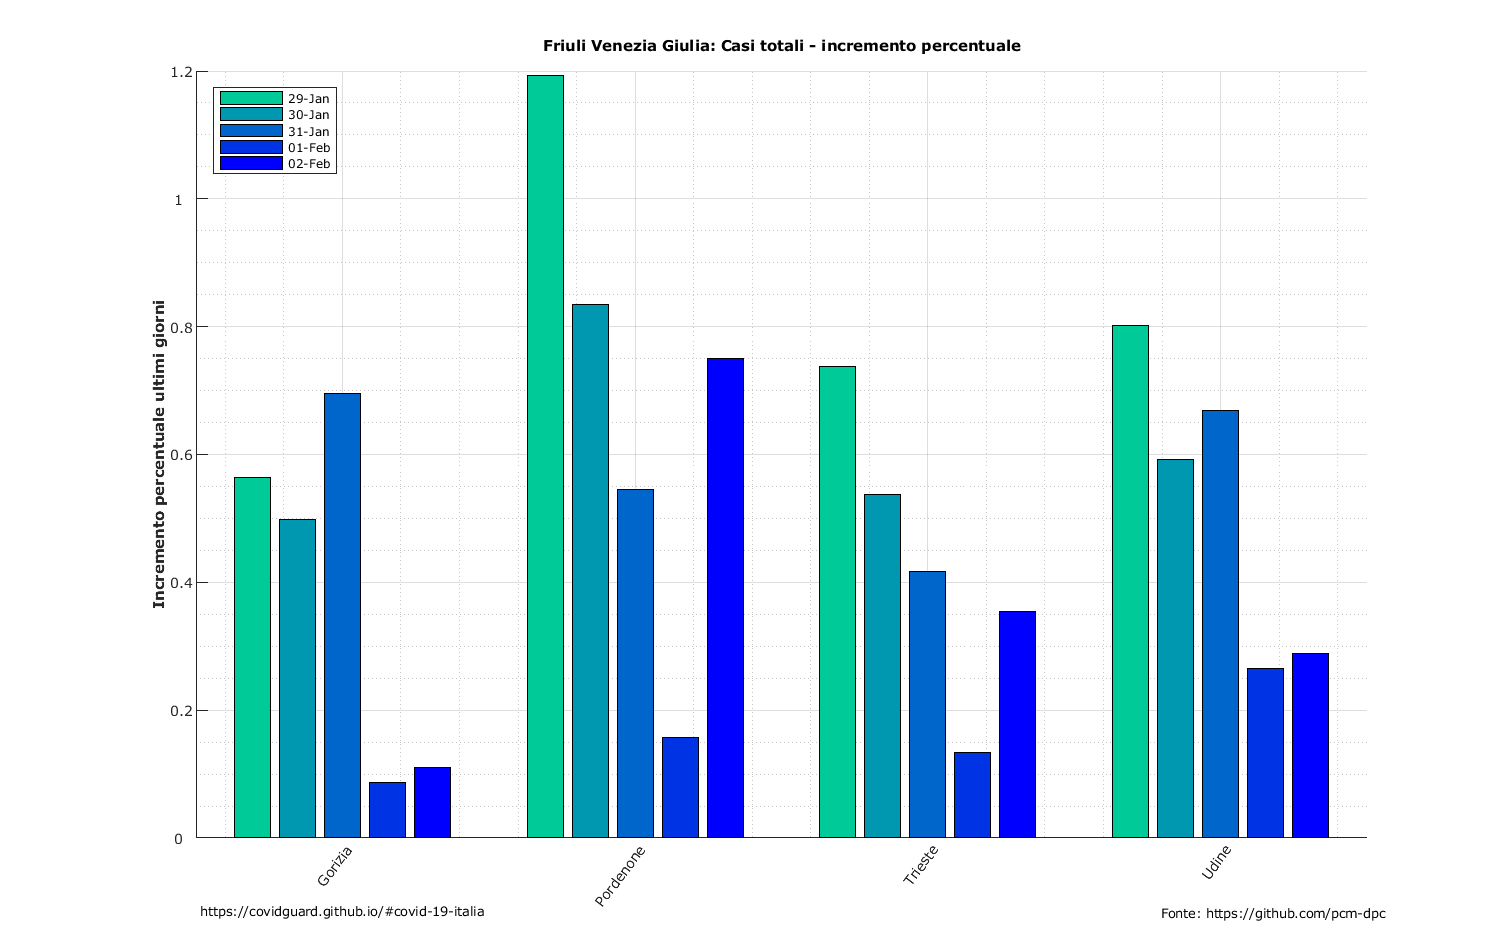 Friuli Venezia Giulia: Casi totali - incremento percentuale
Incremento percentuale ultimi giorni
1.2
1
0.8
0.6
0.4
0.2
0
29-Jan
30-Jan
31-Jan
01-Feb
02-Feb
Gorizia
Pordenone
Trieste
Udine
https://covidguard.github.io/#covid-19-italia
Fonte: https://github.com/pcm-dpc